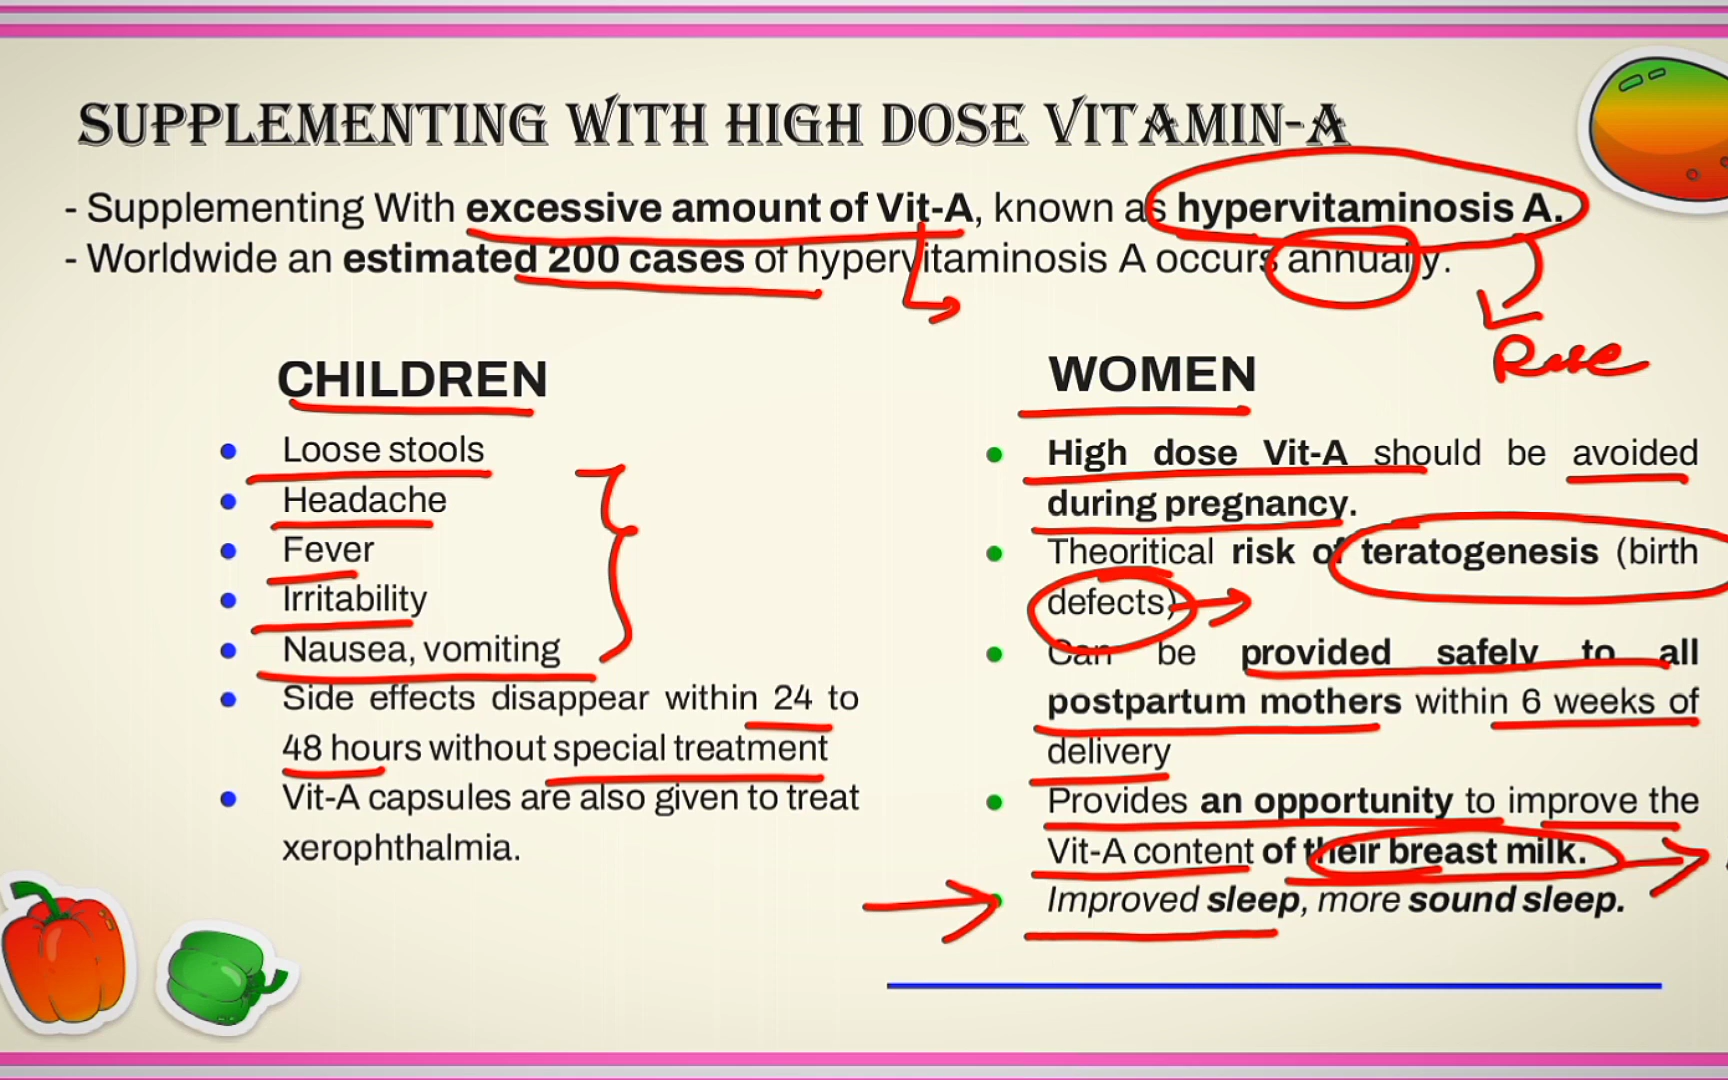 SUPPLEMENTING WITH HIGH DOSE VITAMIN-A
- Supplementing With excessive amount of Vit-A, known as hypervitaminosis A.
- Worldwide an estimated 200 cases of hypervitaminosis A occurs annually.
Rare
CHILDREN
Loose stools
Headache
Fever
Irritability
Nausea, vomiting
Side effects disappear within 24 to
48 hours without special treatment
Vit-A capsules are also given to treat
xerophthalmia.
WOMEN
High dose Vit-A should be avoided
during pregnancy.
Theoritical risk of teratogenesis (birth
defects)
Can be provided safely to all
postpartum mothers within 6 weeks of
delivery
Provides an opportunity to improve the
Vit-A content of their breast milk.
Improved sleep, more sound sleep.